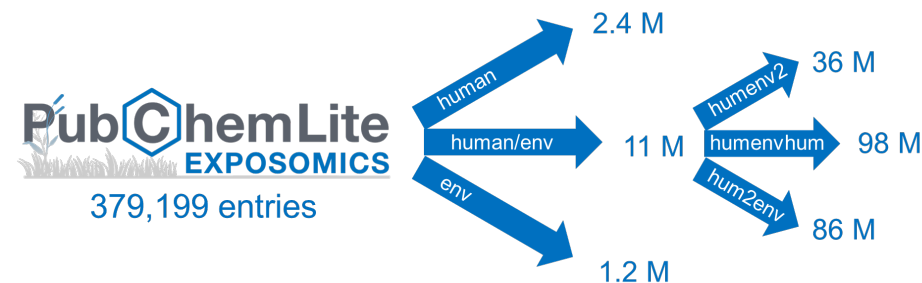 PubChemLite
EXPOSOMICS
379,199 entries
human
2.4 M
human/env
11 M
env
1.2 M
humenv2
36 M
humenvhum
98 M
hum2env
86 M